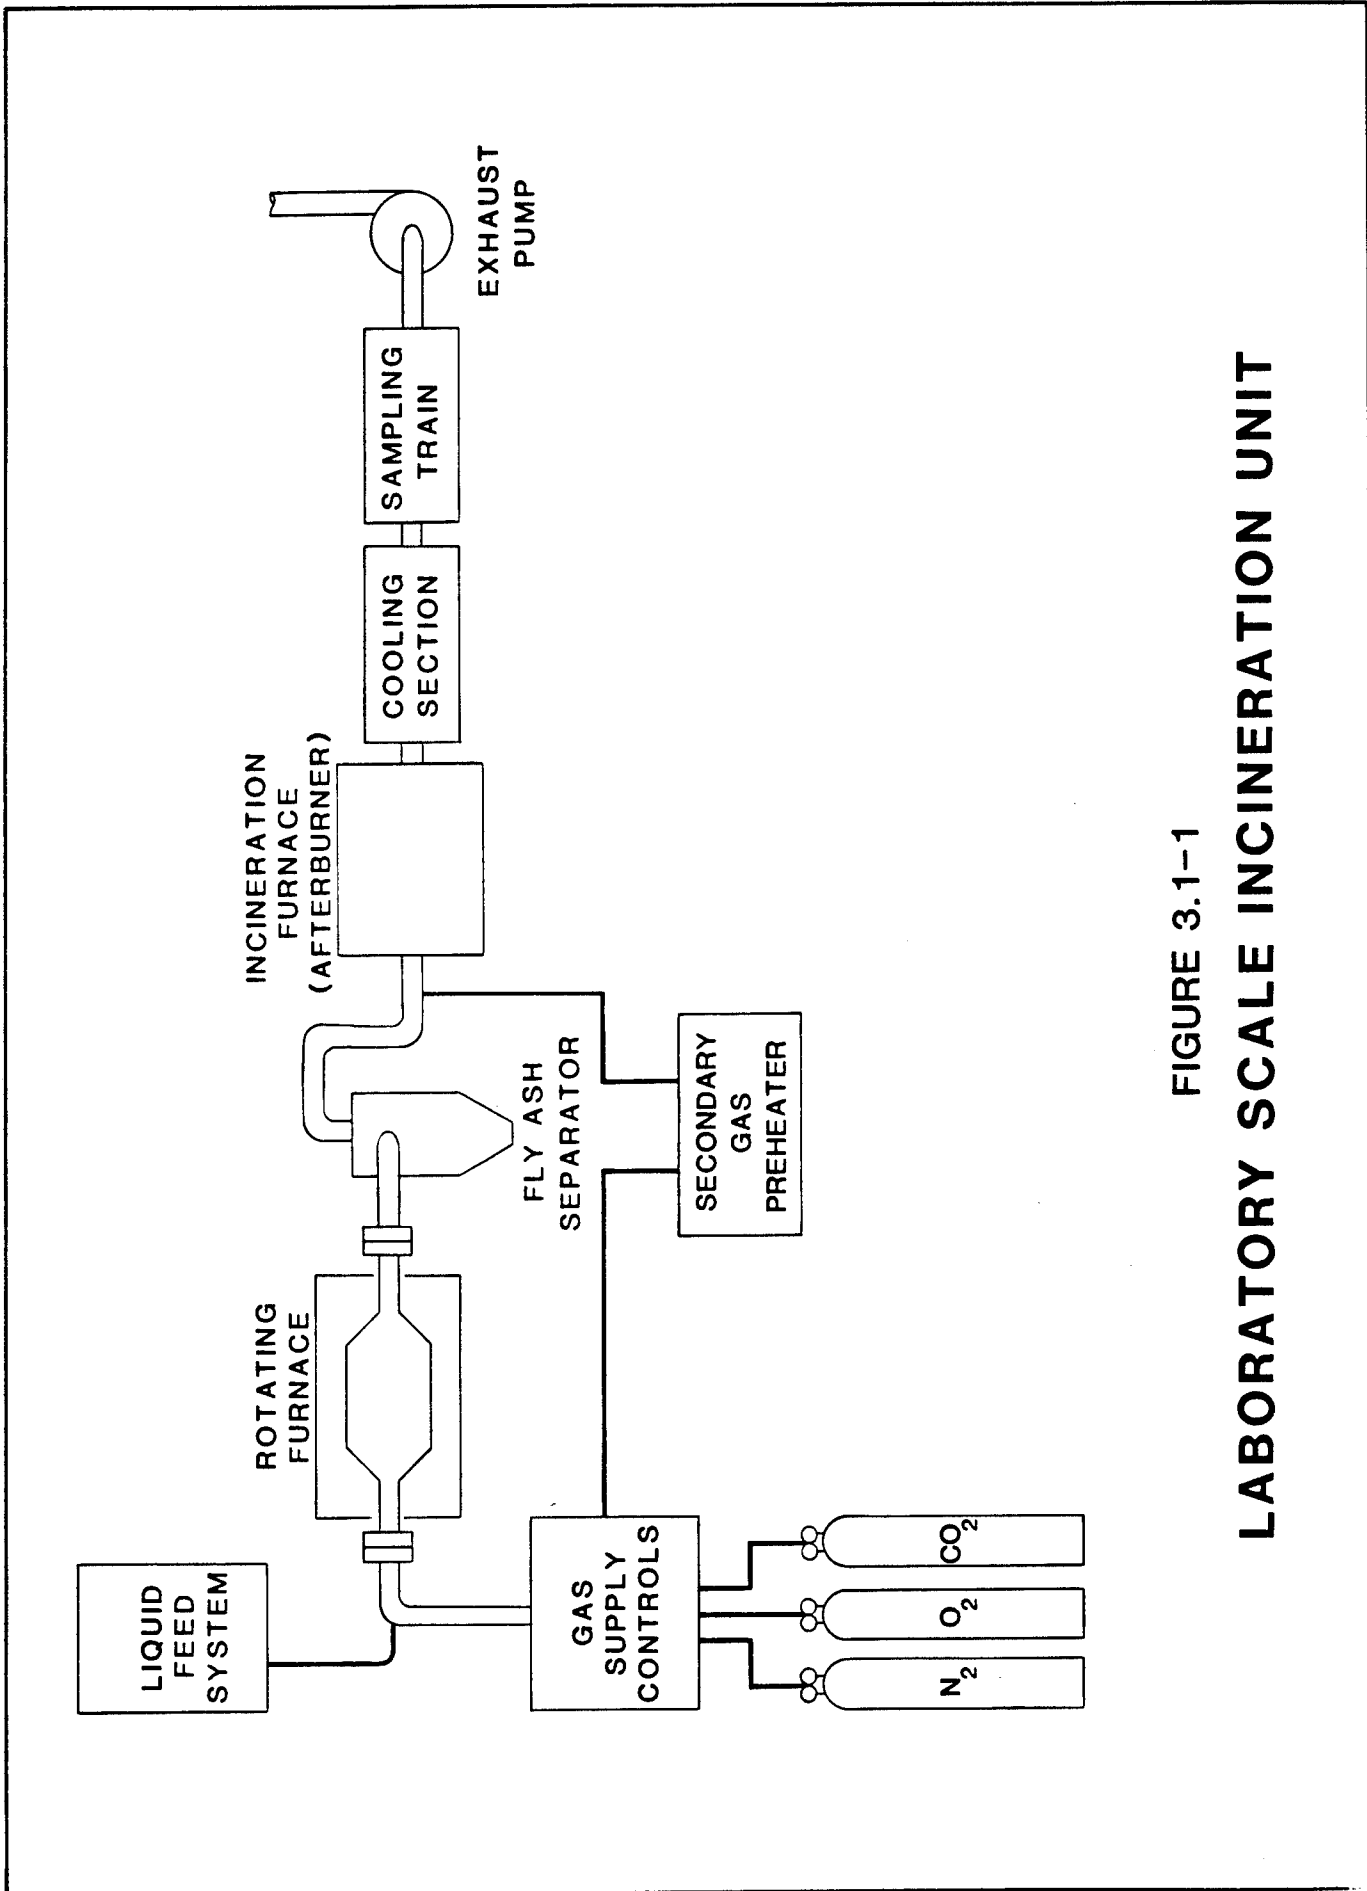 LIQUID
FEED
SYSTEM
ROTATING
FURNACE
INCINERATION
FURNACE
(AFTERBURNER)
COOLING
SECTION
SAMPLING
TRAIN
EXHAUST
PUMP
FLY ASH
SEPARATOR
GAS
SUPPLY
CONTROLS
SECONDARY
GAS
PREHEATER
N₂
O₂
CO₂
FIGURE 3.1-1
LABORATORY SCALE INCINERATION UNIT